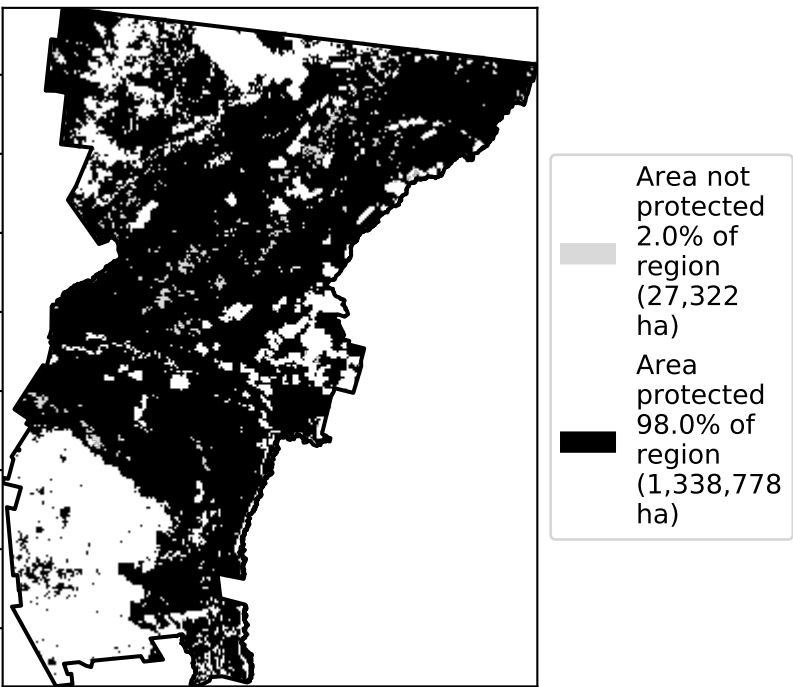 Area not
protected
2.0% of
region
(27,322
ha)
Area
protected
98.0% of
region
(1,338,778
ha)